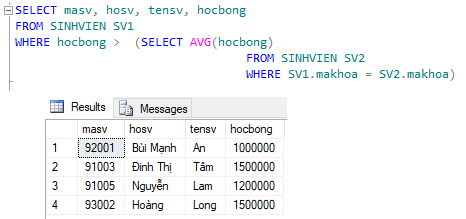 SELECT masv, hosv, tensv, hocbong
FROM SINHVIEN SV1
WHERE hocbong > (SELECT AVG(hocbong)
FROM SINHVIEN SV2
WHERE SV1.makhoa = SV2.makhoa)
Results Messages
masv hosv tensv hocbong
1 92001 Bùi Mạnh An 1000000
2 91003 Đinh Thị Tâm 1500000
3 91005 Nguyễn Lam 1200000
4 93002 Hoàng Long 1500000